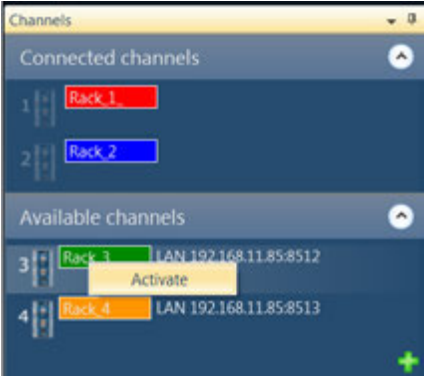 Channels
Connected channels
1 Rack_1_
2 Rack_2
Available channels
3 Rack_3 LAN 192.168.11.85:8512
Activate
4 Rack_4 LAN 192.168.11.85:8513